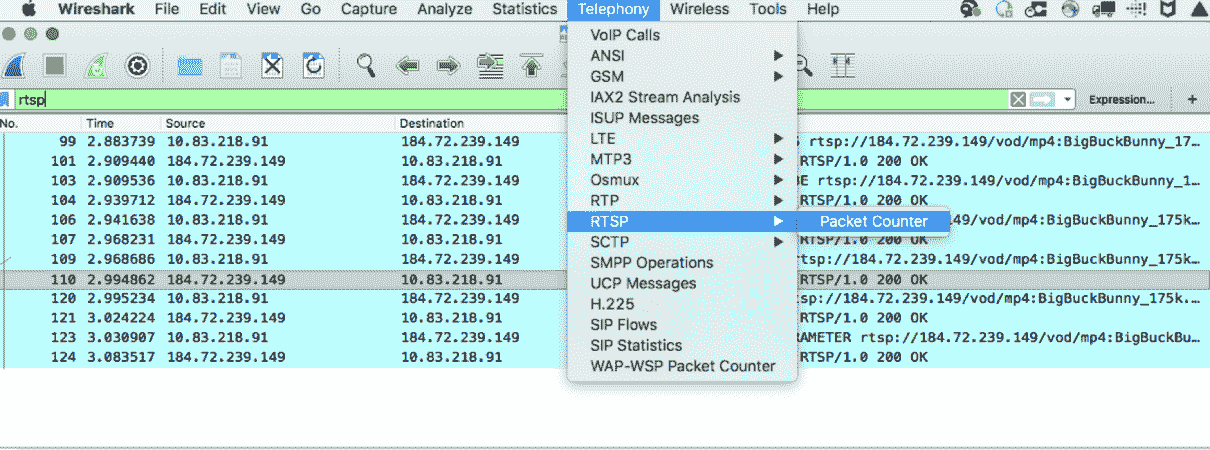 Wireshark File Edit View Go Capture Analyze Statistics Telephony Wireless Tools Help
rtsp Expression... +
No. Time Source Destination
99 2.883739 10.83.218.91 184.72.239.149 rtsp://184.72.239.149/vod/mp4:BigBuckBunny_17…
101 2.909440 184.72.239.149 10.83.218.91 RTSP/1.0 200 OK
103 2.909536 10.83.218.91 184.72.239.149 BE rtsp://184.72.239.149/vod/mp4:BigBuckBunny_1…
104 2.939712 184.72.239.149 10.83.218.91 RTSP/1.0 200 OK
106 2.941638 10.83.218.91 184.72.239.149 .149/vod/mp4:BigBuckBunny_175k…
107 2.968231 184.72.239.149 10.83.218.91 RTSP/1.0 200 OK
109 2.968686 10.83.218.91 184.72.239.149 rtsp://184.72.239.149/vod/mp4:BigBuckBunny_175k…
110 2.994862 184.72.239.149 10.83.218.91 RTSP/1.0 200 OK
120 2.995234 10.83.218.91 184.72.239.149 tsp://184.72.239.149/vod/mp4:BigBuckBunny_175k.…
121 3.024224 184.72.239.149 10.83.218.91 RTSP/1.0 200 OK
123 3.030907 10.83.218.91 184.72.239.149 RAMETER rtsp://184.72.239.149/vod/mp4:BigBuckBu…
124 3.083517 184.72.239.149 10.83.218.91 RTSP/1.0 200 OK
VoIP Calls
ANSI
GSM
IAX2 Stream Analysis
ISUP Messages
LTE
MTP3
Osmux
RTP
RTSP
Packet Counter
SCTP
SMPP Operations
UCP Messages
H.225
SIP Flows
SIP Statistics
WAP-WSP Packet Counter